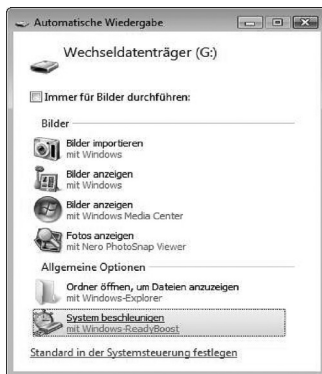 Automatische Wiedergabe
Wechseldatenträger (G:)
Immer für Bilder durchführen:
Bilder
Bilder importieren
mit Windows
Bilder anzeigen
mit Windows
Bilder anzeigen
mit Windows Media Center
Fotos anzeigen
mit Nero PhotoSnap Viewer
Allgemeine Optionen
Ordner öffnen, um Dateien anzuzeigen
mit Windows-Explorer
System beschleunigen
mit Windows-ReadyBoost
Standard in der Systemsteuerung festlegen